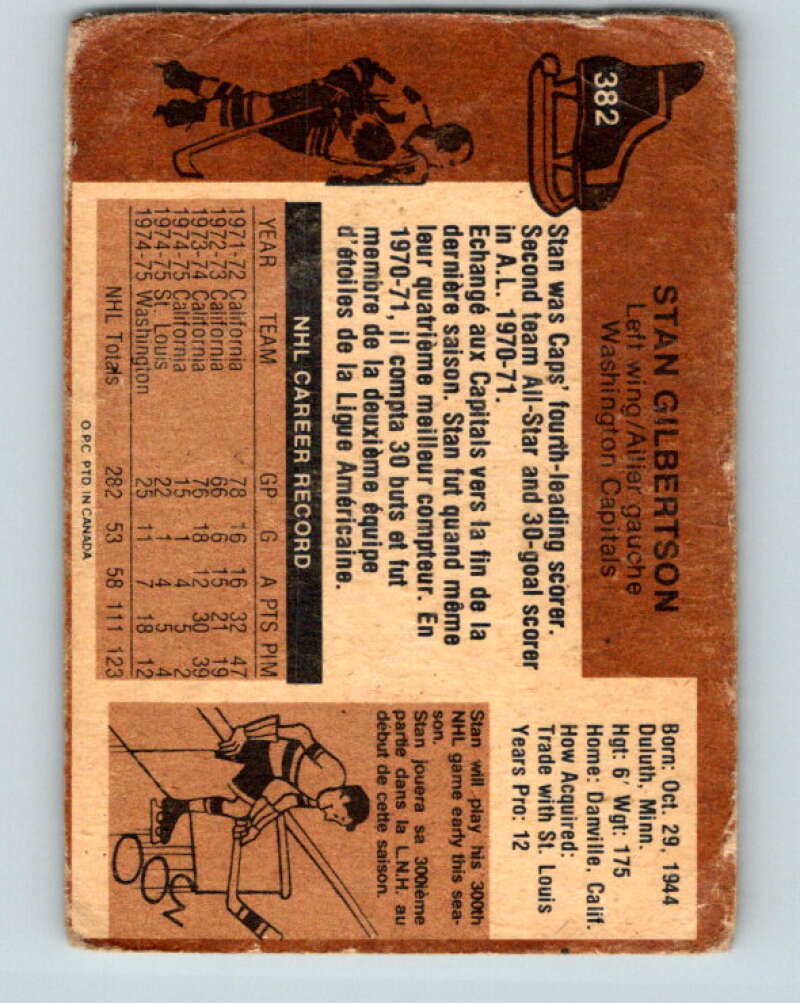 382
STAN GILBERTSON
Left wing/Ailier gauche
Washington Capitals
Born: Oct. 29, 1944
Duluth, Minn.
Hgt: 6' Wgt: 175
Home: Danville, Calif.
How Acquired:
Trade with St. Louis
Years Pro: 12
Stan was Caps' fourth-leading scorer.
Second team All-Star and 30-goal scorer
in A.L. 1970-71.
Echangé aux Capitals vers la fin de la
dernière saison. Stan fut quand même
leur quatrième meilleur compteur. En
1970-71, il compta 30 buts et fut
membre de la deuxième équipe
d'étoiles de la Ligue Américaine.
NHL CAREER RECORD
YEAR TEAM GP G A PTS PIM
1971-72 California 78 16 16 32 47
1972-73 California 66 6 15 21 19
1973-74 California 76 18 12 30 39
1974-75 California 15 1 4 5 2
1974-75 St. Louis 22 1 4 5 4
1974-75 Washington 25 11 7 18 12
NHL Totals 282 53 58 111 123
O.P.C. PTD. IN CANADA
Stan will play his 300th
NHL game early this sea-
son.
Stan jouera sa 300ième
partie dans la L.N.H. au
début de cette saison.